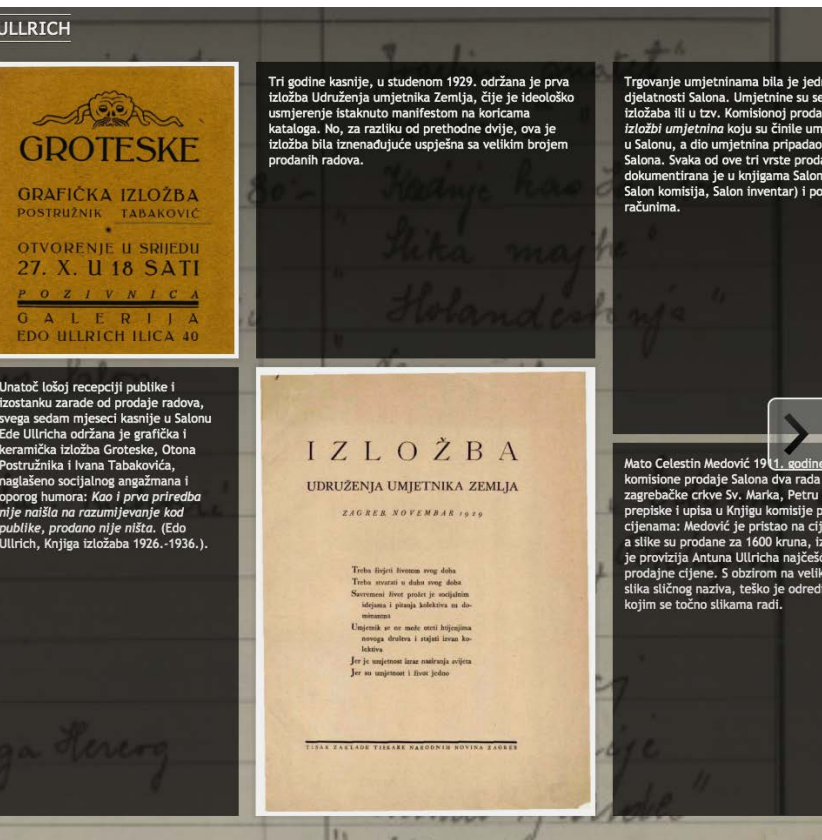 ULLRICH
GROTESKE
GRAFIČKA IZLOŽBA
POSTRUŽNIK TABAKOVIĆ
OTVORENJE U SRIJEDU
27. X. U 18 SATI
POZIVNICA
GALERIJA
EDO ULLRICH ILICA 40
Unatoč lošoj recepciji publike i
izostanku zarade od prodaje radova,
svega sedam mjeseci kasnije u Salonu
Ede Ullricha održana je grafička i
keramička izložba Groteske, Otona
Postružnika i Ivana Tabakovića,
naglašeno socijalnog angažmana i
oporog humora: Kao i prva priredba
nije naišla na razumijevanje kod
publike, prodano nije ništa. (Edo
Ullrich, Knjiga izložaba 1926.-1936.).
Tri godine kasnije, u studenom 1929. održana je prva
izložba Udruženja umjetnika Zemlja, čije je ideološko
usmjerenje istaknuto manifestom na koricama
kataloga. No, za razliku od prethodne dvije, ova je
izložba bila iznenađujuće uspješna sa velikim brojem
prodanih radova.
IZLOŽBA
UDRUŽENJA UMJETNIKA ZEMLJA
ZAGREB, NOVEMBAR 1929
Treba živjeti životom svog doba
Treba stvarati u duhu svog doba
Savremeni život prožet je socijalnim
idejama i pitanja kolektiva su do-
minantna
Umjetnik se ne može oteti htijenjima
novoga društva i stajati izvan ko-
lektiva
Jer je umjetnost izraz naziranja svijeta
Jer su umjetnost i život jedno
TISAK ZAKLADE TISKARE NARODNIH NOVINA ZAGREB
Trgovanje umjetninama bila je jed
djelatnosti Salona. Umjetnine su se
izložaba ili u tzv. Komisionoj proda
izložbi umjetnina koju su činile um
u Salonu, a dio umjetnina pripadao
Salona. Svaka od ove tri vrste proda
dokumentirana je u knjigama Salon
Salon komisija, Salon inventar) i po
računima.
Mato Celestin Medović 1911. godine
komisione prodaje Salona dva rada
zagrebačke crkve Sv. Marka, Petru
prepiske i upisa u Knjigu komisije p
cijenama: Medović je pristao na cij
a slike su prodane za 1600 kruna, iz
je provizija Antuna Ullricha najčešć
prodajne cijene. S obzirom na velik
slika sličnog naziva, teško je odred
kojim se točno slikama radi.
80:-
Slika majke
Holandeskinja
ga Herceg